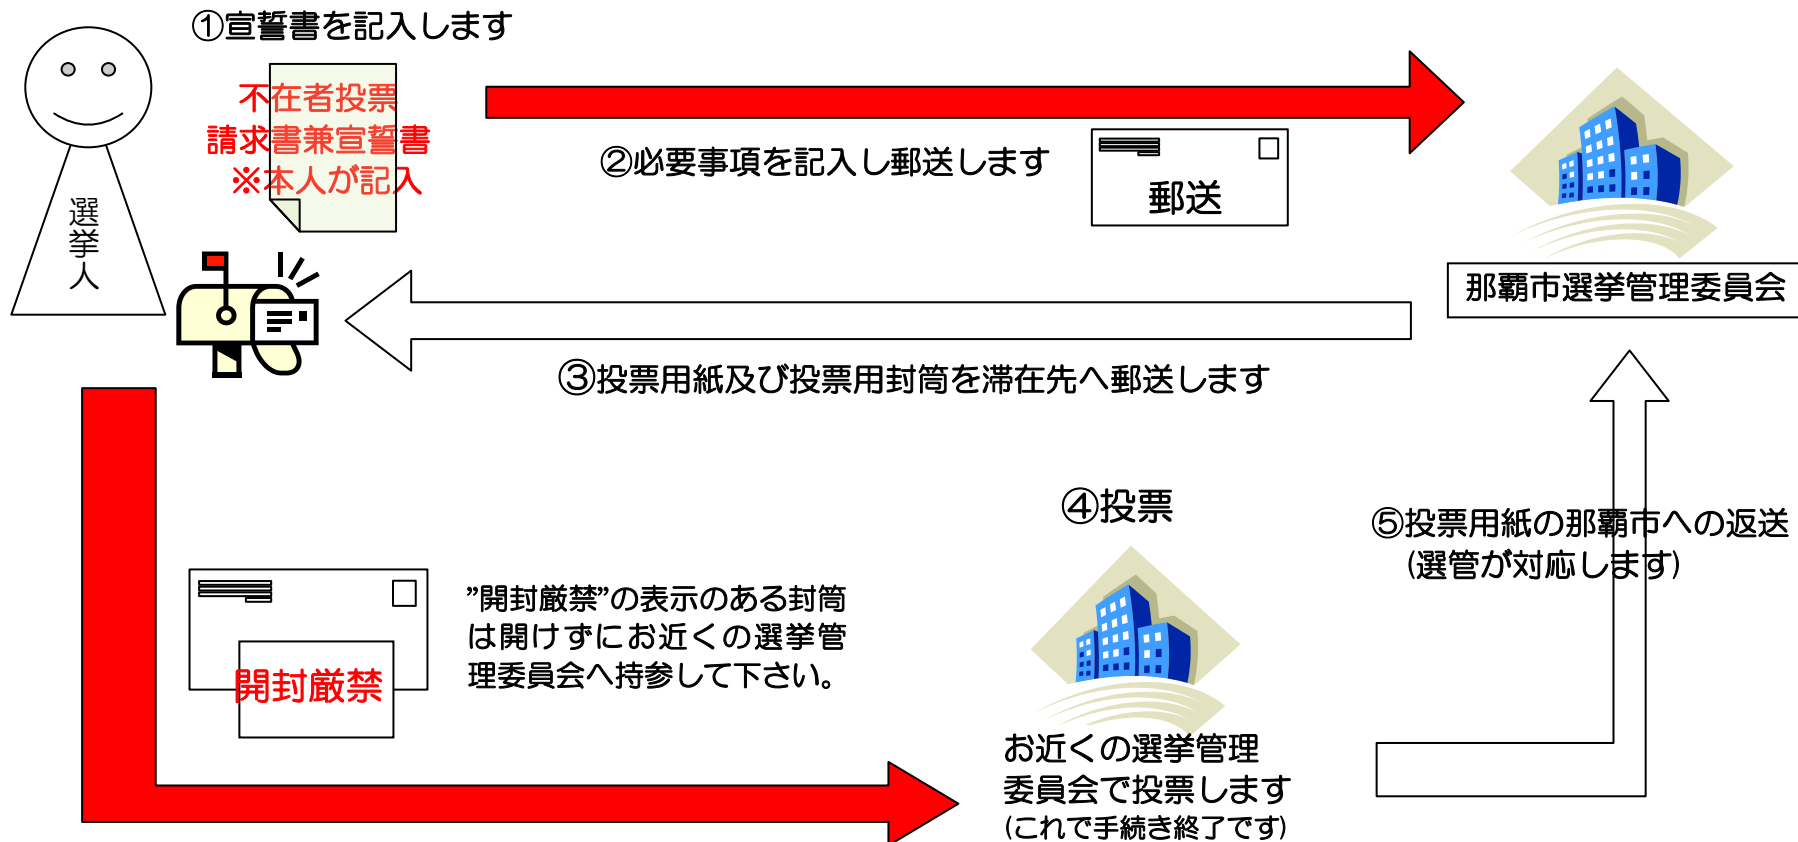 ①宣誓書を記入します
不在者投票
請求書兼宣誓書
※本人が記入
選挙人
②必要事項を記入し郵送します
郵送
那覇市選挙管理委員会
③投票用紙及び投票用封筒を滞在先へ郵送します
④投票
⑤投票用紙の那覇市への返送
(選管が対応します)
開封厳禁
”開封厳禁”の表示のある封筒
は開けずにお近くの選挙管
理委員会へ持参して下さい。
お近くの選挙管理
委員会で投票します
(これで手続き終了です)